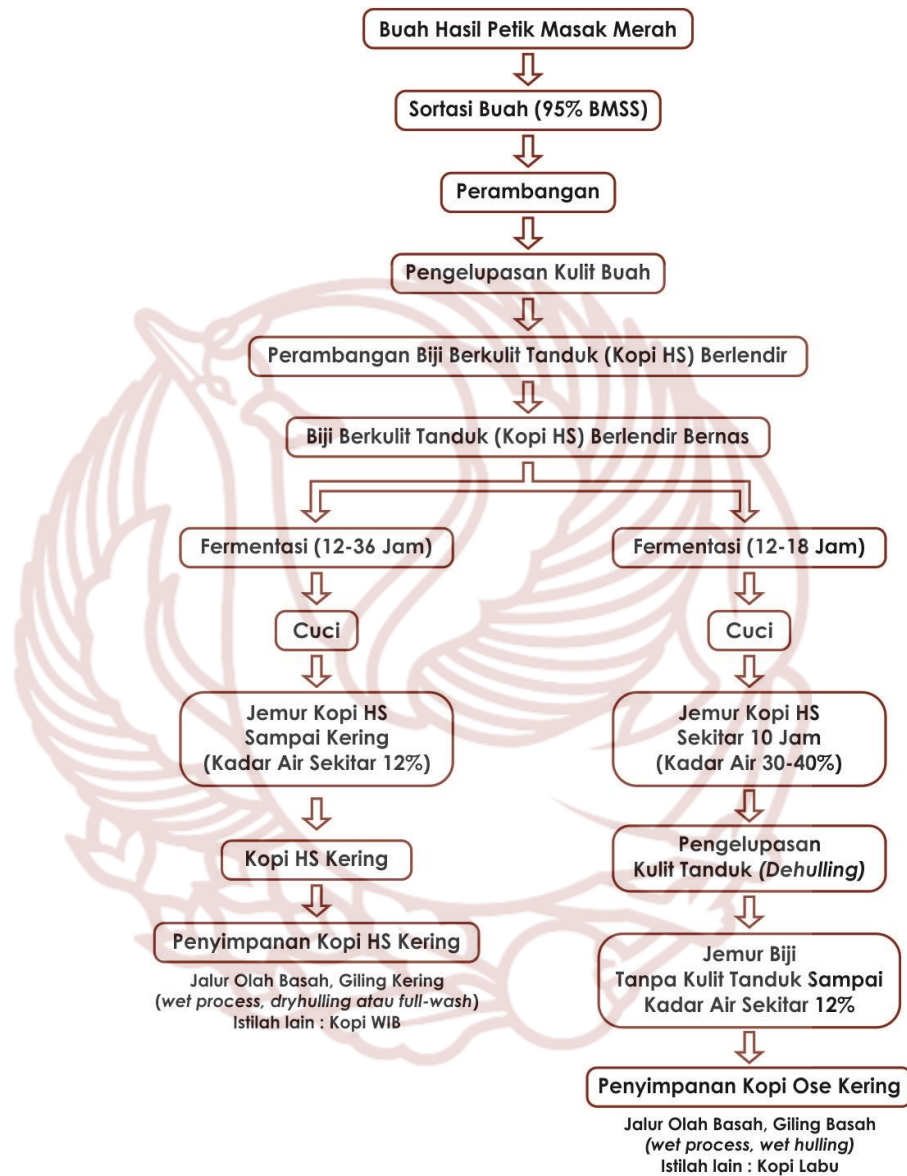 Buah Hasil Petik Masak Merah
Sortasi Buah (95% BMSS)
Perambangan
Pengelupasan Kulit Buah
Perambangan Biji Berkulit Tanduk (Kopi HS) Berlendir
Biji Berkulit Tanduk (Kopi HS) Berlendir Bernas
Fermentasi (12-36 Jam)
Cuci
Jemur Kopi HS
Sampai Kering
(Kadar Air Sekitar 12%)
Kopi HS Kering
Penyimpanan Kopi HS Kering
Jalur Olah Basah, Giling Kering
(wet process, dryhulling atau full-wash)
Istilah lain : Kopi WIB
Fermentasi (12-18 Jam)
Cuci
Jemur Kopi HS
Sekitar 10 Jam
(Kadar Air 30-40%)
Pengelupasan
Kulit Tanduk (Dehulling)
Jemur Biji
Tanpa Kulit Tanduk Sampai
Kadar Air Sekitar 12%
Penyimpanan Kopi Ose Kering
Jalur Olah Basah, Giling Basah
(wet process, wet hulling)
Istilah lain : Kopi Labu